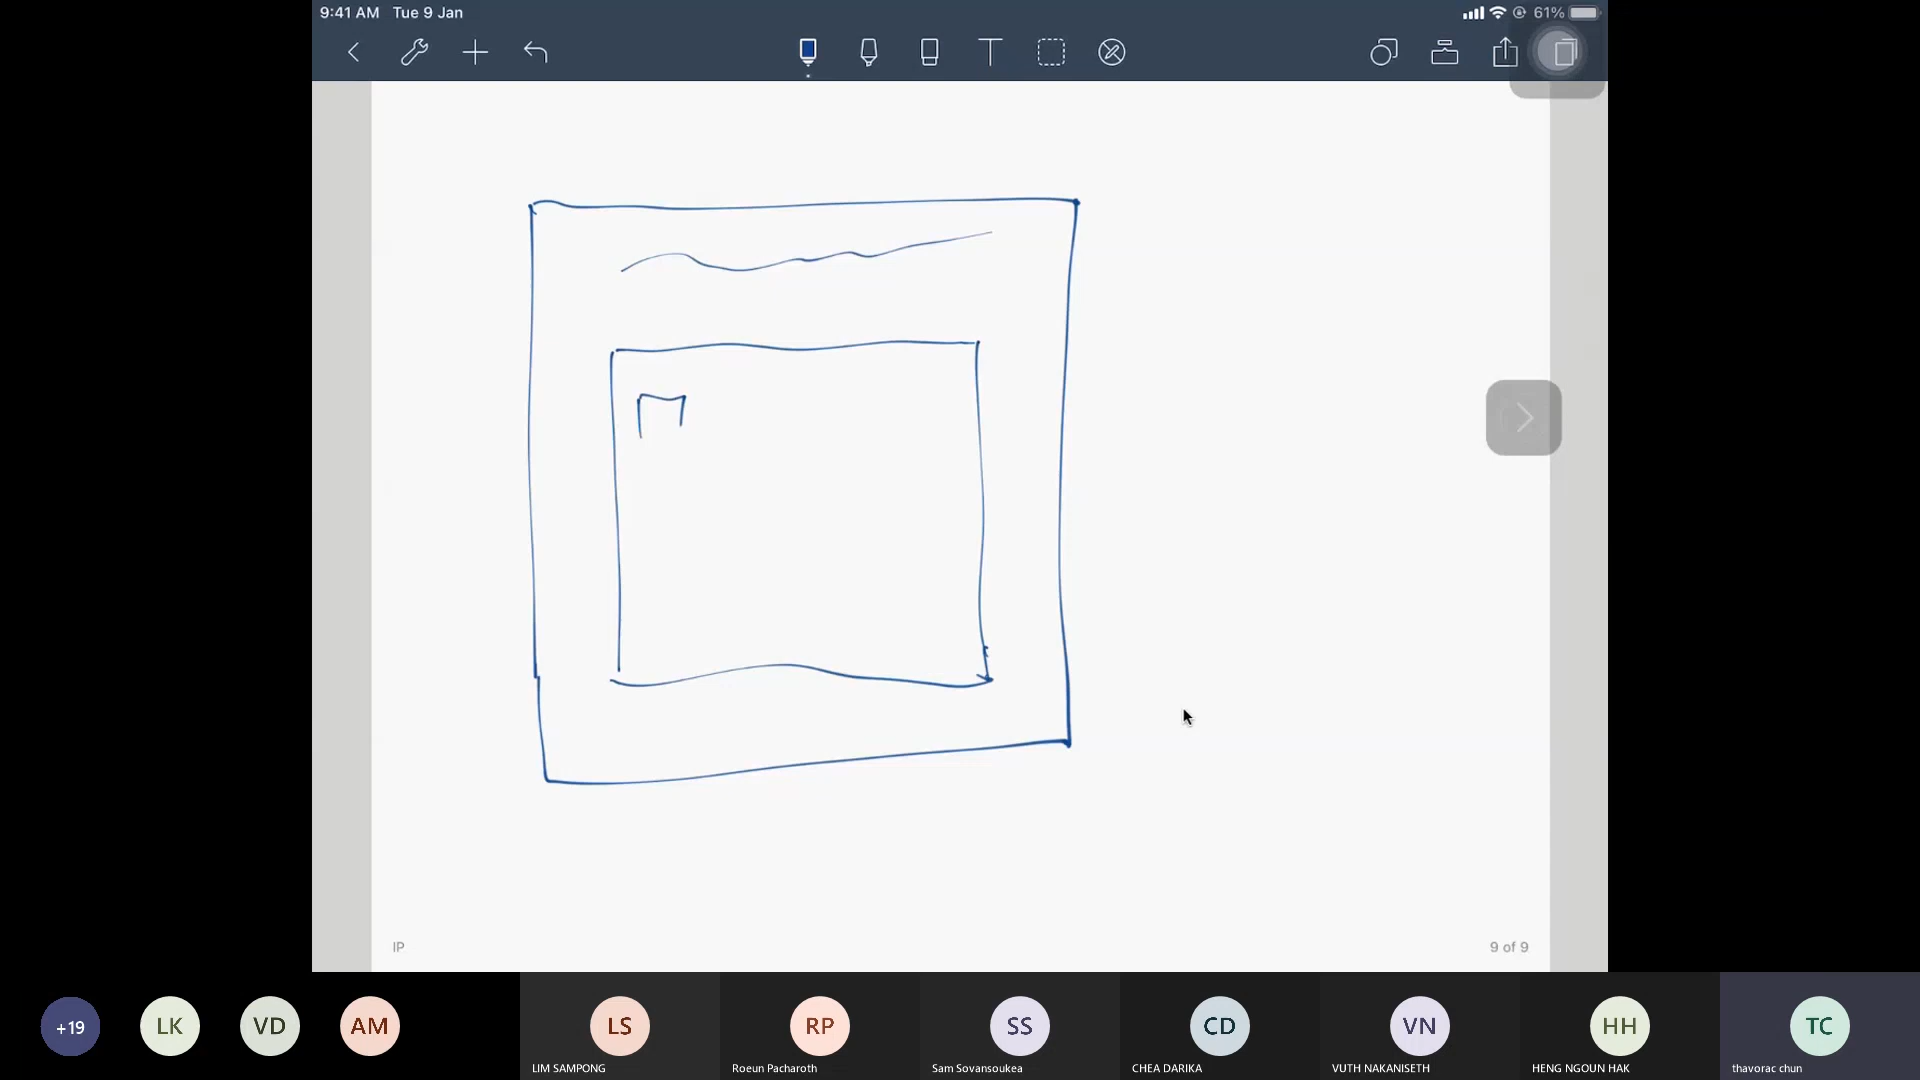 9:41 AM Tue 9 Jan
61%
IP
9 of 9
+19
LK
VD
AM
LS
RP
SS
CD
VN
HH
TC
LIM SAMPONG
Roeun Pacharoth
Sam Sovansoukea
CHEA DARIKA
VUTH NAKANISETH
HENG NGOUN HAK
thavorac chun